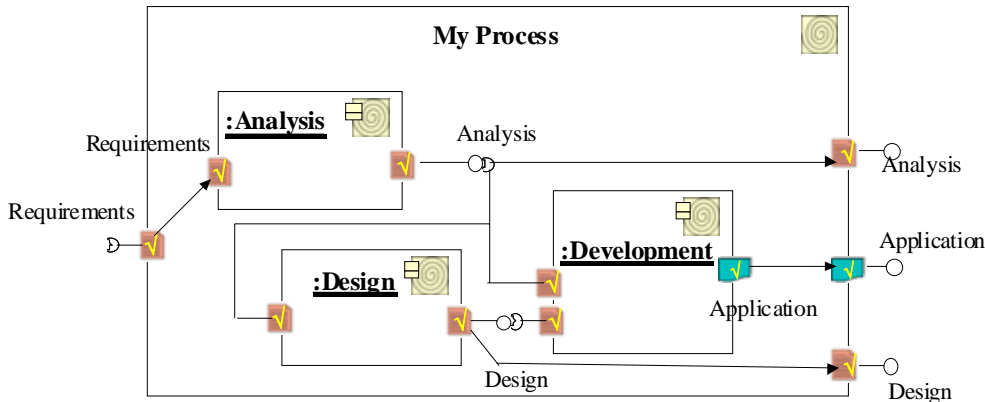 My Process
:Analysis
Analysis
Requirements
Analysis
Requirements
Application
:Development
:Design
Application
Design
Design